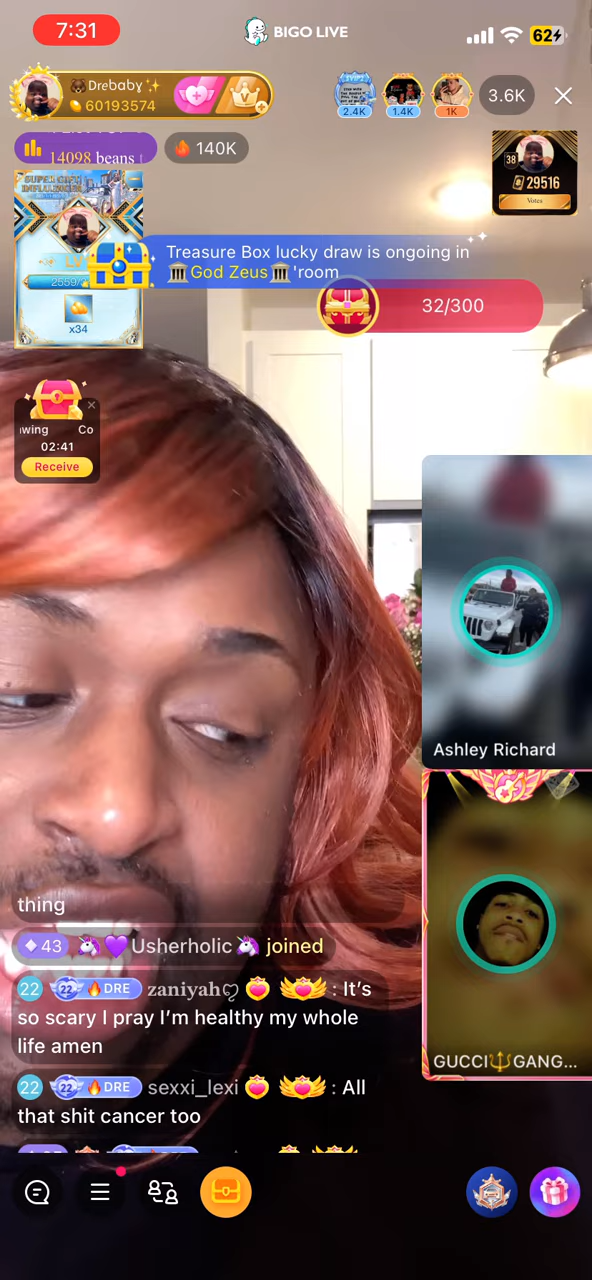 7:31
BIGO LIVE
62
Drebaby
60193574
2.4K
1.4K
1K
3.6K
14098 beans
140K
38
29516
Votes
Treasure Box lucky draw is ongoing in
God Zeus 'room
x34
32/300
Co
02:41
Receive
Ashley Richard
thing
43 Usherholic joined
22 22 DRE zaniyah : It's
so scary I pray I'm healthy my whole
life amen
22 22 DRE sexxi_lexi : All
that shit cancer too
GUCCI GANG...